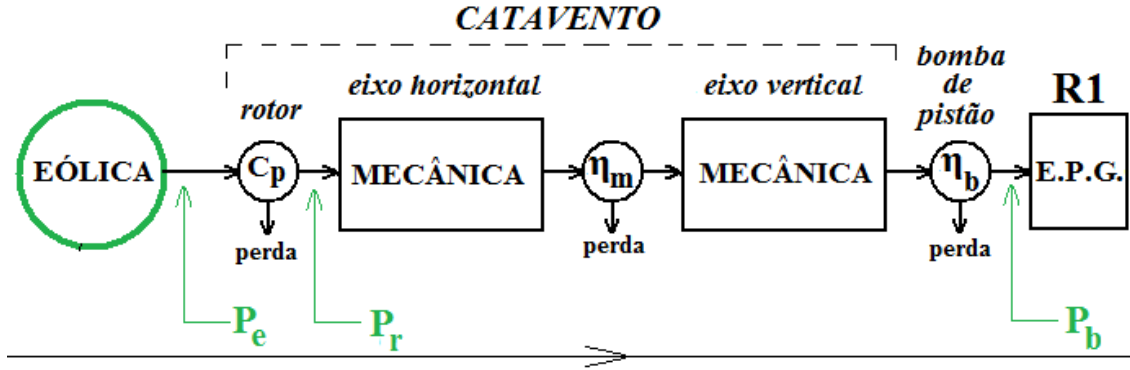 CATAVENTO
rotor
eixo horizontal
eixo vertical
bomba
de
pistão
R1
EÓLICA
Cp
MECÂNICA
ηm
MECÂNICA
ηb
E.P.G.
perda
perda
perda
Pe
Pr
Pb